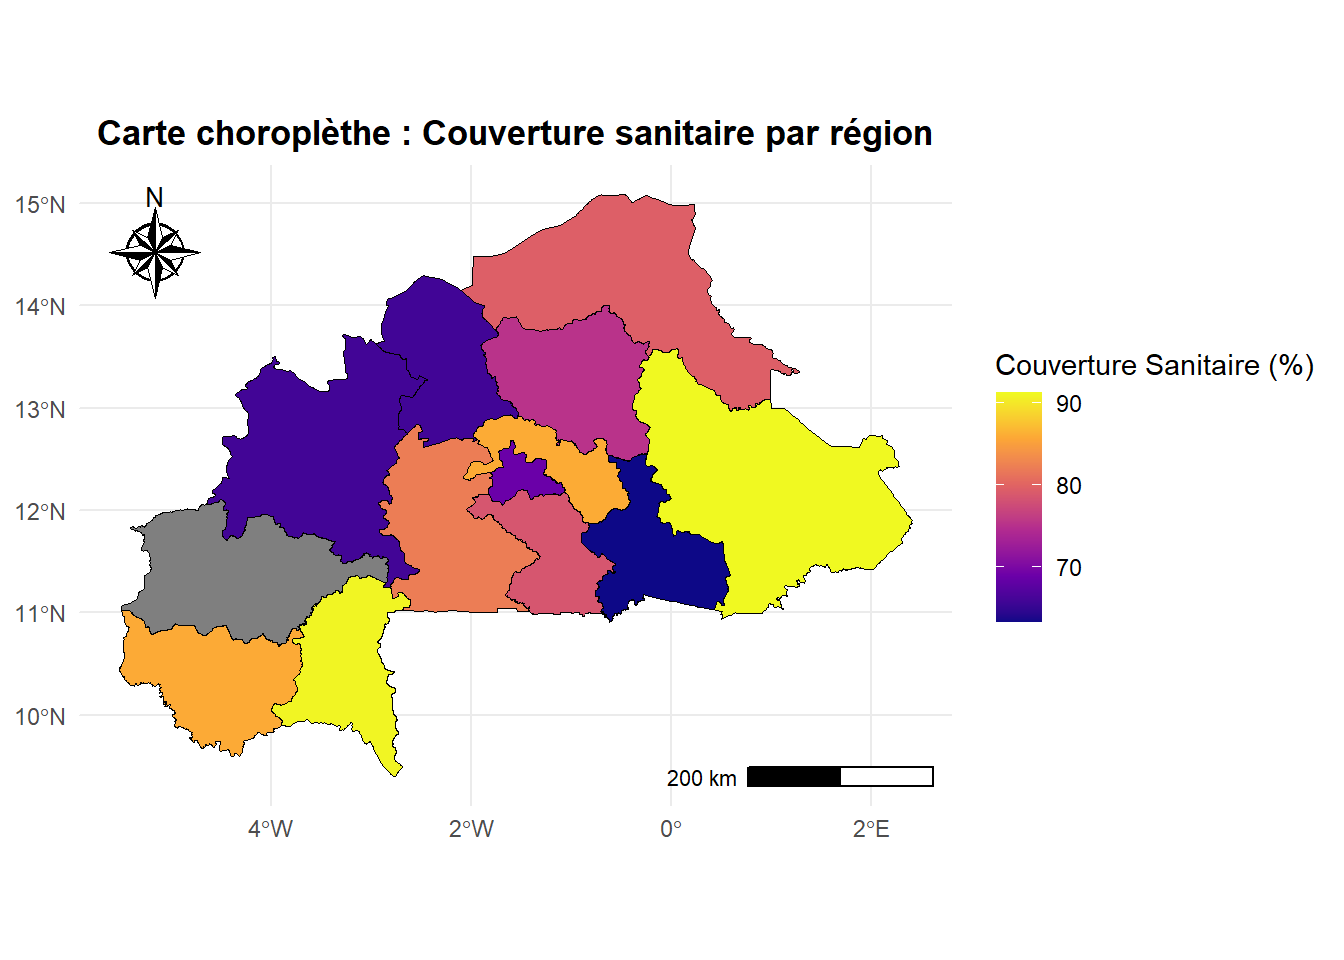 Carte choroplèthe : Couverture sanitaire par région
N
15°N
14°N
13°N
12°N
11°N
10°N
4°W
2°W
0°
2°E
200 km
Couverture Sanitaire (%)
90
80
70